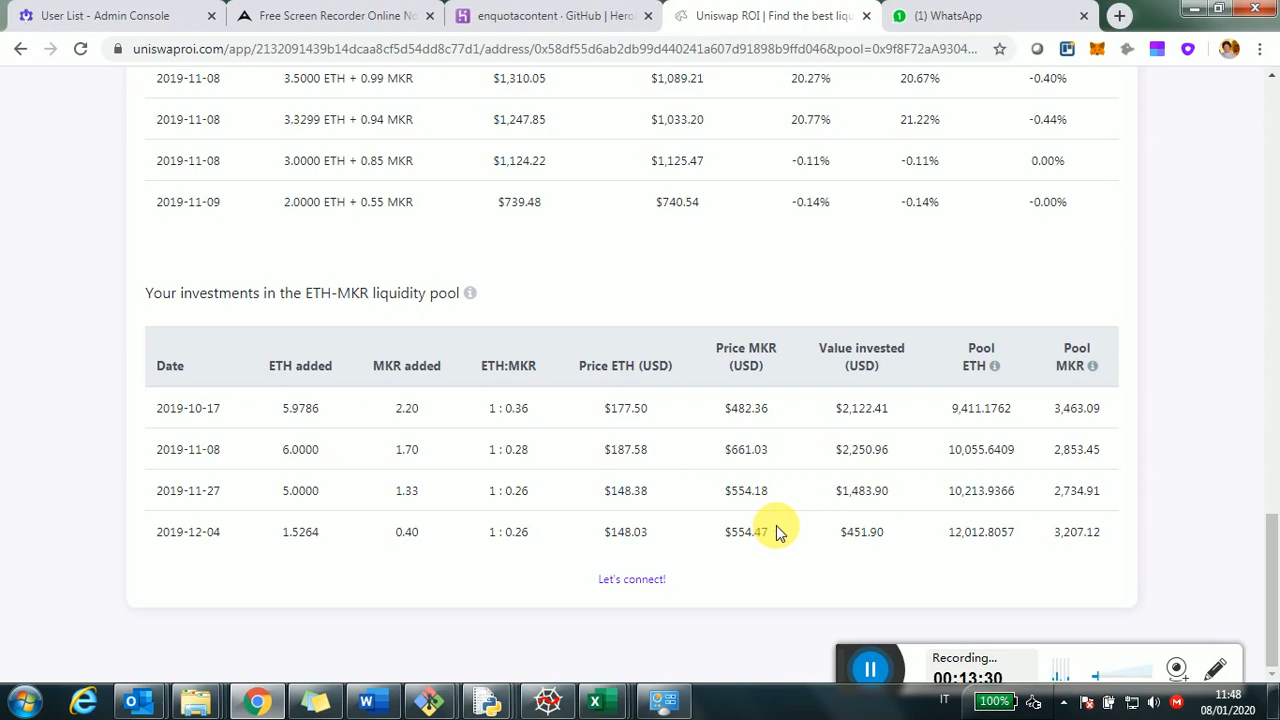 User List - Admin Console
Free Screen Recorder Online No
enquotacontent · GitHub | Hero
Uniswap ROI | Find the best liqu
(1) WhatsApp
uniswaproi.com/app/2132091439b14dcaa8cf5d54dd8c77d1/address/0x58df55d6ab2db99d440241a607d91898b9ffd046&pool=0x9f8F72aA9304...
2019-11-08 3.5000 ETH + 0.99 MKR $1,310.05 $1,089.21 20.27% 20.67% -0.40%
2019-11-08 3.3299 ETH + 0.94 MKR $1,247.85 $1,033.20 20.77% 21.22% -0.44%
2019-11-08 3.0000 ETH + 0.85 MKR $1,124.22 $1,125.47 -0.11% -0.11% 0.00%
2019-11-09 2.0000 ETH + 0.55 MKR $739.48 $740.54 -0.14% -0.14% -0.00%
Your investments in the ETH-MKR liquidity pool
Date ETH added MKR added ETH:MKR Price ETH (USD) Price MKR (USD) Value invested (USD) Pool ETH Pool MKR
2019-10-17 5.9786 2.20 1 : 0.36 $177.50 $482.36 $2,122.41 9,411.1762 3,463.09
2019-11-08 6.0000 1.70 1 : 0.28 $187.58 $661.03 $2,250.96 10,055.6409 2,853.45
2019-11-27 5.0000 1.33 1 : 0.26 $148.38 $554.18 $1,483.90 10,213.9366 2,734.91
2019-12-04 1.5264 0.40 1 : 0.26 $148.03 $554.47 $451.90 12,012.8057 3,207.12
Let's connect!
Recording...
00:13:30
IT 100% 11:48
08/01/2020